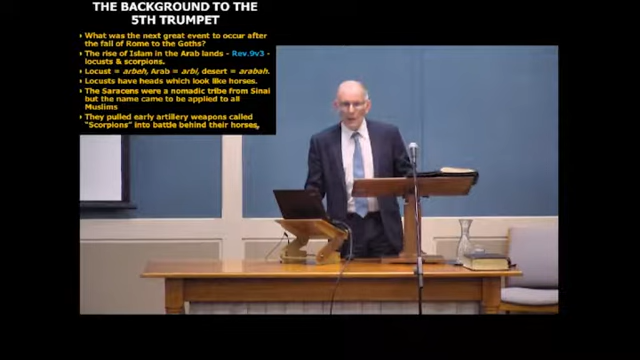 THE BACKGROUND TO THE
5TH TRUMPET
What was the next great event to occur after
the fall of Rome to the Goths?
The rise of Islam in the Arab lands - Rev.9v3 -
locusts & scorpions.
Locust = arbeh, Arab = arbi, desert = arabah.
Locusts have heads which look like horses.
The Saracens were a nomadic tribe from Sinai
but the name came to be applied to all
Muslims
They pulled early artillery weapons called
"Scorpions" into battle behind their horses,